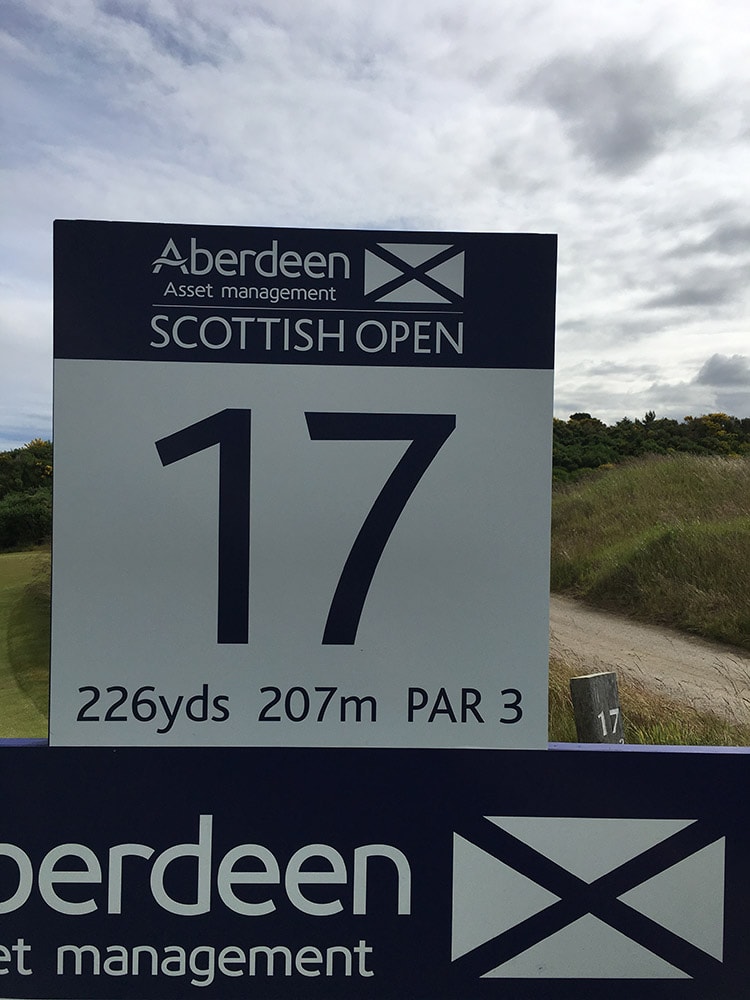 Aberdeen
Asset management
SCOTTISH OPEN
17
226yds 207m PAR 3
17
berdeen
et management